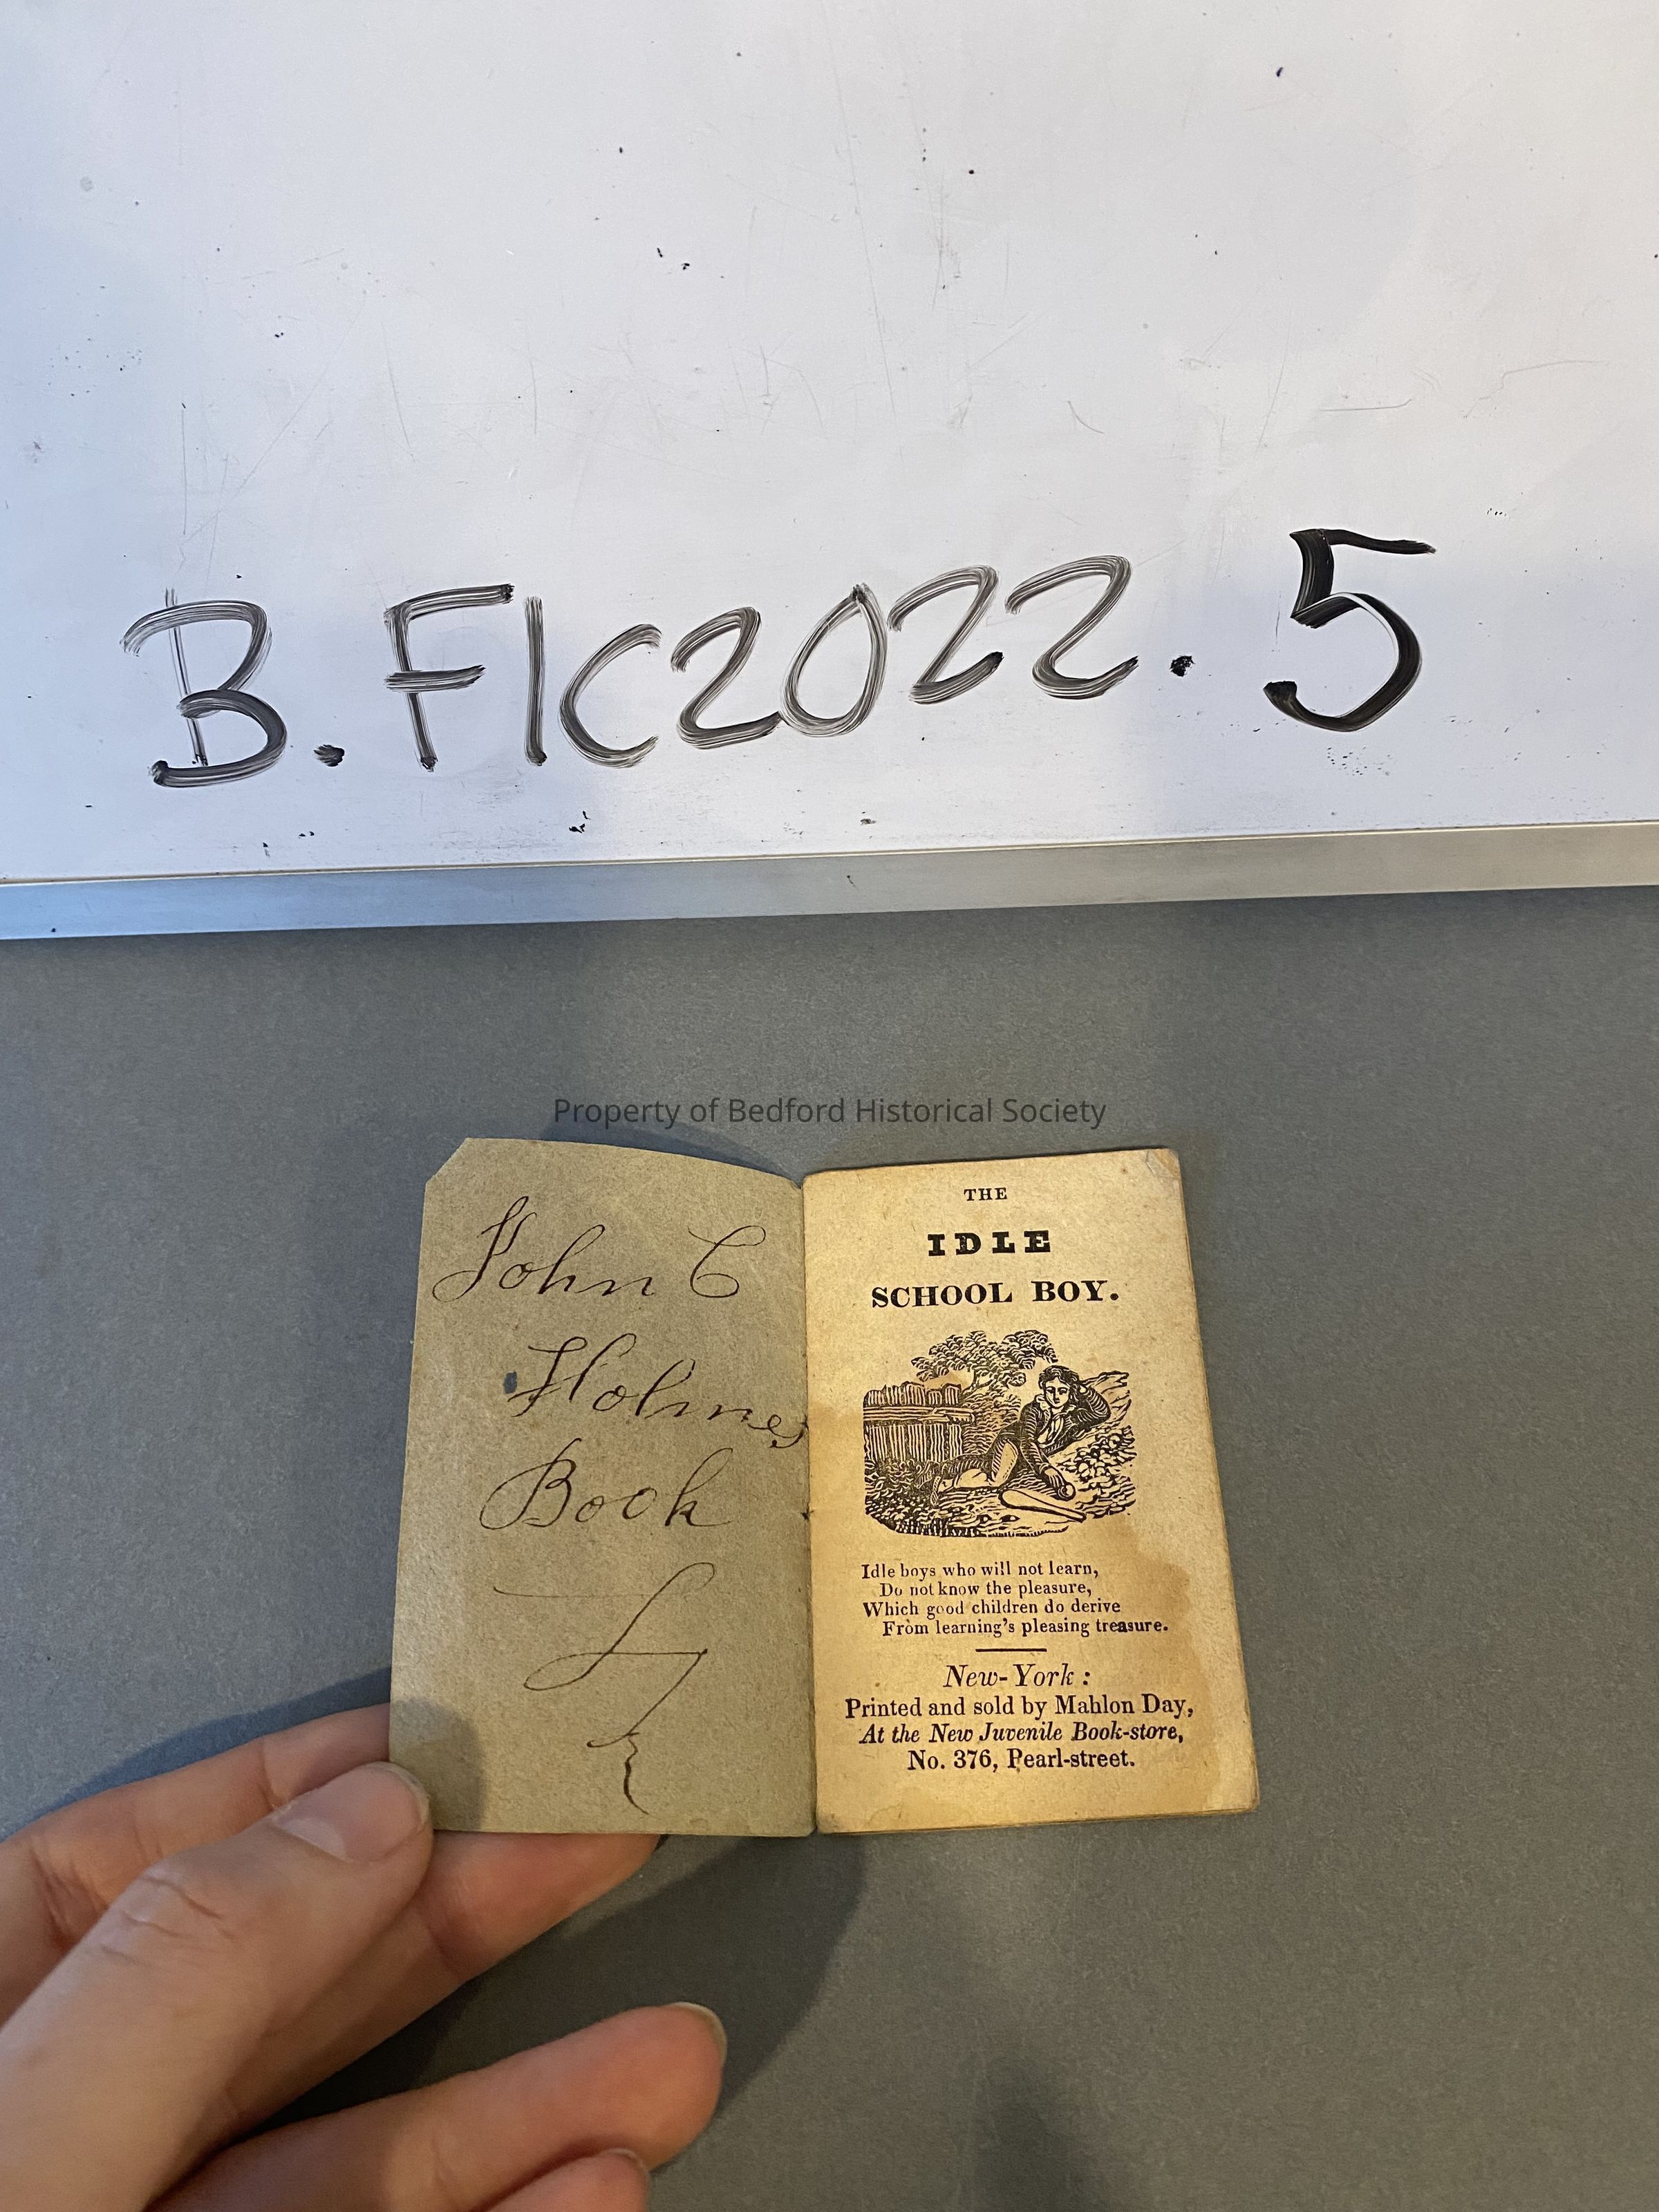 B.FIC2022.5
Property of Bedford Historical Society
John C
Holmes
Book
THE
IDLE
SCHOOL BOY.
Idle boys who will not learn,
Do not know the pleasure,
Which good children do derive
From learning's pleasing treasure.
New-York:
Printed and sold by Mahlon Day,
At the New Juvenile Book-store,
No. 376, Pearl-street.